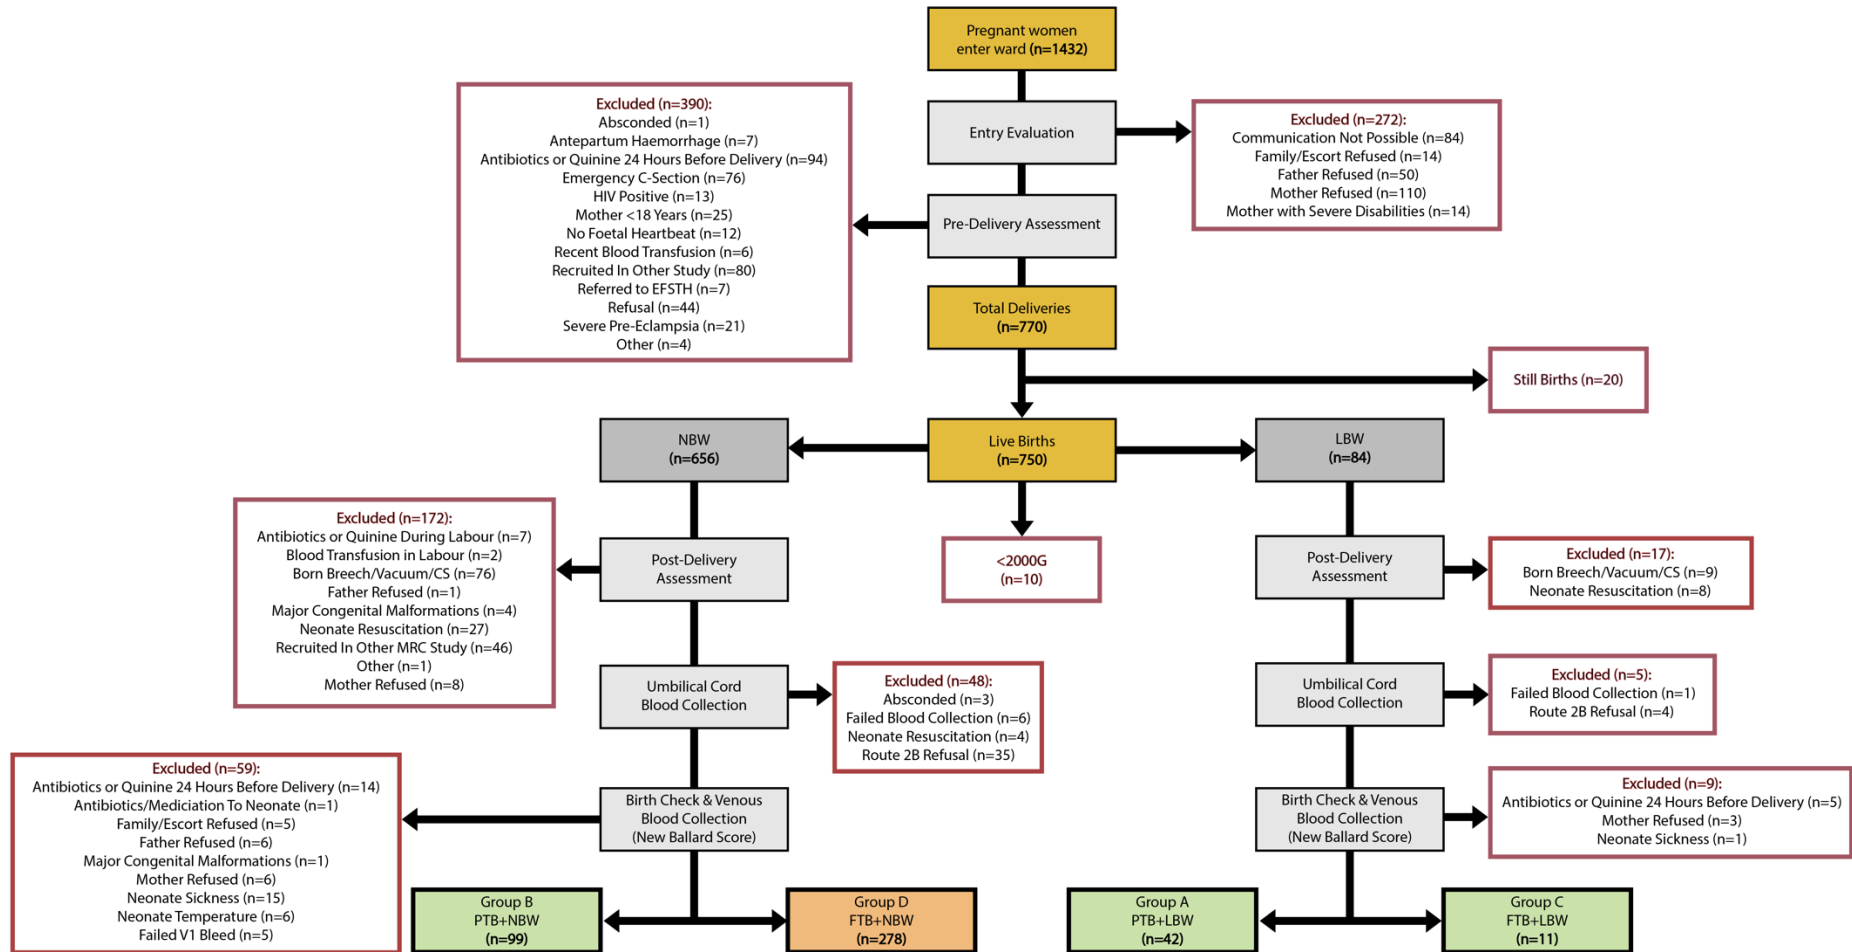 Pregnant women
enter ward (n=1432)
Excluded (n=390):
Absconded (n=1)
Antepartum Haemorrhage (n=7)
Antibiotics or Quinine 24 Hours Before Delivery (n=94)
Emergency C-Section (n=76)
HIV Positive (n=13)
Mother <18 Years (n=25)
No Foetal Heartbeat (n=12)
Recent Blood Transfusion (n=6)
Recruited In Other Study (n=80)
Referred to EFSTH (n=7)
Refusal (n=44)
Severe Pre-Eclampsia (n=21)
Other (n=4)
Entry Evaluation
Excluded (n=272):
Communication Not Possible (n=84)
Family/Escort Refused (n=14)
Father Refused (n=50)
Mother Refused (n=110)
Mother with Severe Disabilities (n=14)
Pre-Delivery Assessment
Total Deliveries
(n=770)
Still Births (n=20)
NBW
(n=656)
Live Births
(n=750)
LBW
(n=84)
Excluded (n=172):
Antibiotics or Quinine During Labour (n=7)
Blood Transfusion in Labour (n=2)
Born Breech/Vacuum/CS (n=76)
Father Refused (n=1)
Major Congenital Malformations (n=4)
Neonate Resuscitation (n=27)
Recruited In Other MRC Study (n=46)
Other (n=1)
Mother Refused (n=8)
Post-Delivery
Assessment
<2000G
(n=10)
Post-Delivery
Assessment
Excluded (n=17):
Born Breech/Vacuum/CS (n=9)
Neonate Resuscitation (n=8)
Umbilical Cord
Blood Collection
Excluded (n=48):
Absconded (n=3)
Failed Blood Collection (n=6)
Neonate Resuscitation (n=4)
Route 2B Refusal (n=35)
Umbilical Cord
Blood Collection
Excluded (n=5):
Failed Blood Collection (n=1)
Route 2B Refusal (n=4)
Excluded (n=59):
Antibiotics or Quinine 24 Hours Before Delivery (n=14)
Antibiotics/Mediciation To Neonate (n=1)
Family/Escort Refused (n=5)
Father Refused (n=6)
Major Congenital Malformations (n=1)
Mother Refused (n=6)
Neonate Sickness (n=15)
Neonate Temperature (n=6)
Failed V1 Bleed (n=5)
Birth Check & Venous
Blood Collection
(New Ballard Score)
Birth Check & Venous
Blood Collection
(New Ballard Score)
Excluded (n=9):
Antibiotics or Quinine 24 Hours Before Delivery (n=5)
Mother Refused (n=3)
Neonate Sickness (n=1)
Group B
PTB+NBW
(n=99)
Group D
FTB+NBW
(n=278)
Group A
PTB+LBW
(n=42)
Group C
FTB+LBW
(n=11)